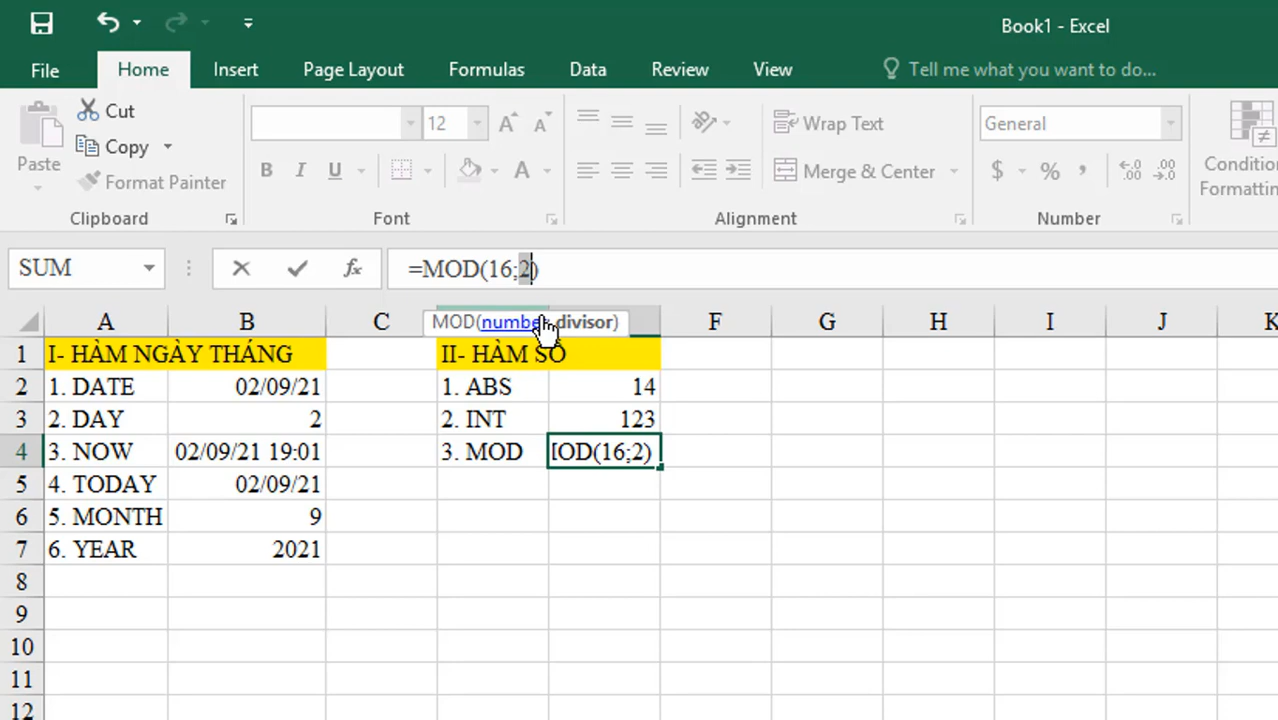 Book1 - Excel
File Home Insert Page Layout Formulas Data Review View Tell me what you want to do...
Paste
Cut
Copy
Format Painter
Clipboard
12
A A
B I U A
Font
Wrap Text
Merge & Center
Alignment
General
$ % ,
Number
Condition
Formatting
SUM fx =MOD(16;2)
A B C F G H I J K
MOD(number divisor)
1 I- HÀM NGÀY THÁNG II- HÀM SỐ
2 1. DATE 02/09/21 1. ABS 14
3 2. DAY 2 2. INT 123
4 3. NOW 02/09/21 19:01 3. MOD OD(16;2)
5 4. TODAY 02/09/21
6 5. MONTH 9
7 6. YEAR 2021
8
9
10
11
12